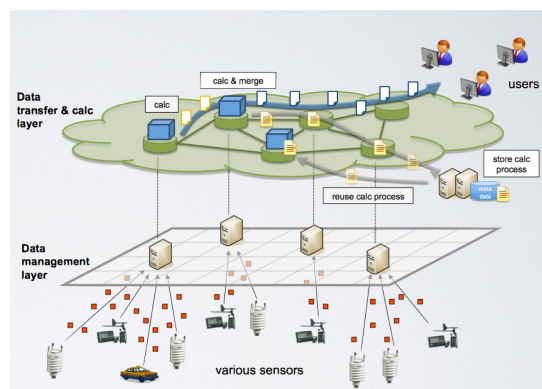 calc & merge
users
Data
transfer & calc
layer
calc
store calc
process
meta
data
reuse calc process
Data
management
layer
various sensors